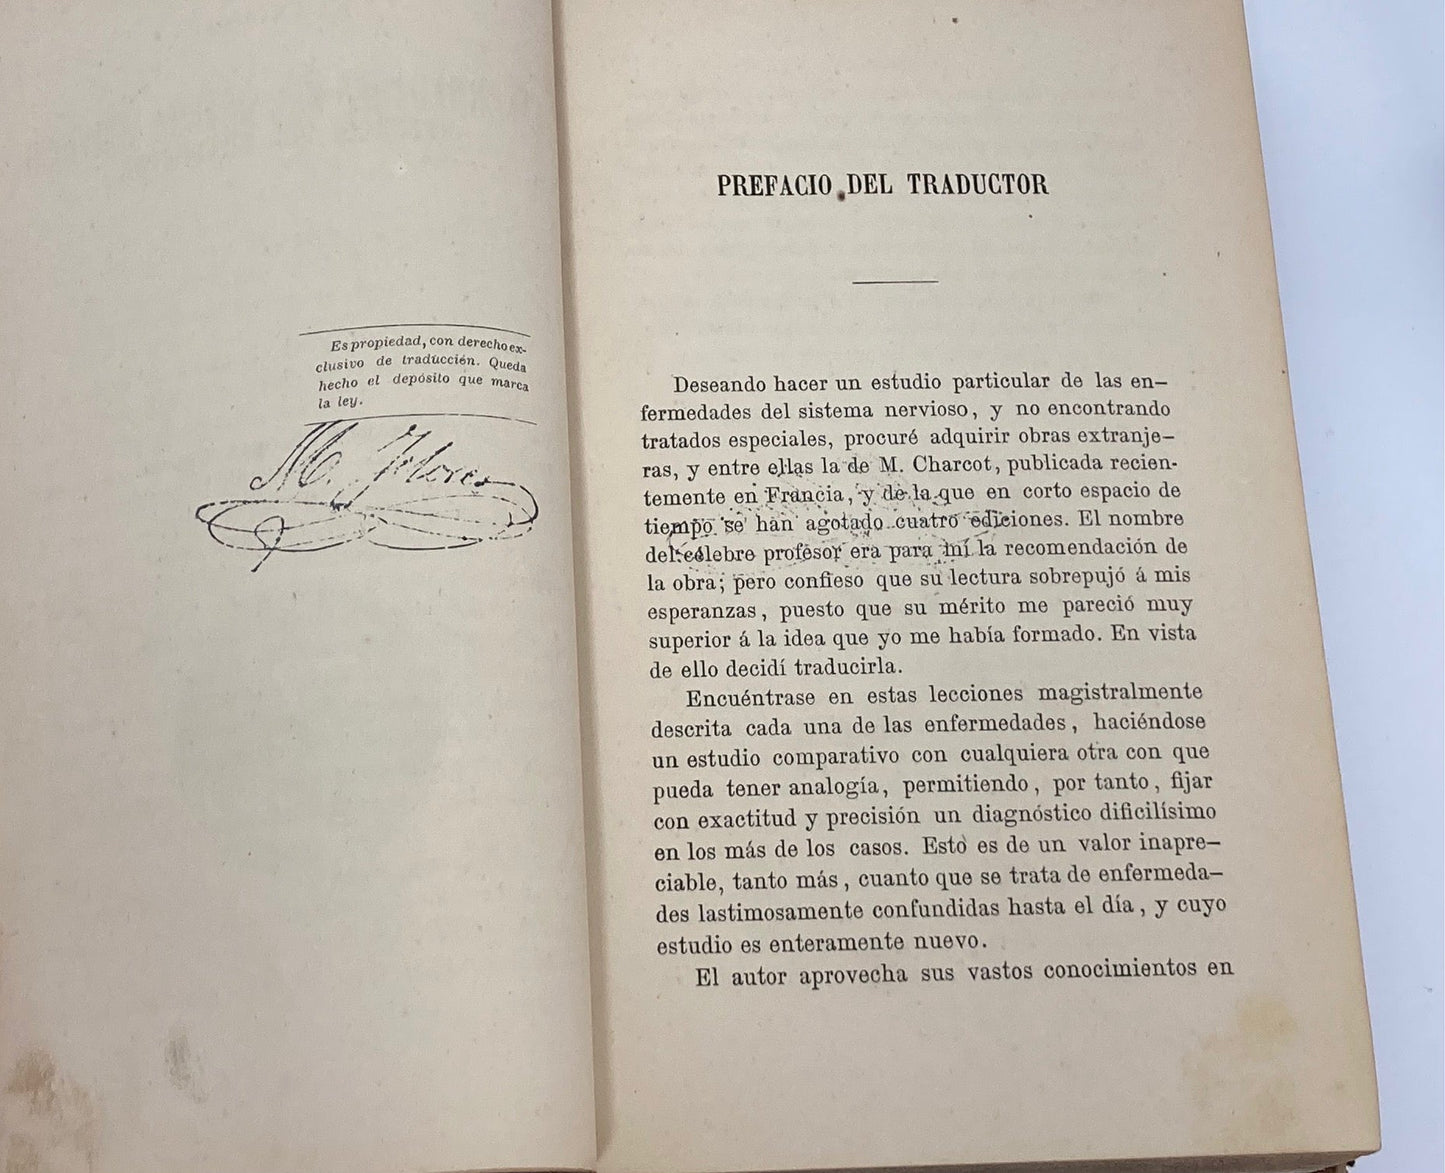 Es propiedad, con derecho ex-
clusivo de traducción. Queda
hecho el depósito que marca
la ley.
M. Flores
PREFACIO DEL TRADUCTOR
Deseando hacer un estudio particular de las en-
fermedades del sistema nervioso, y no encontrando
tratados especiales, procuré adquirir obras extranje-
ras, y entre ellas la de M. Charcot, publicada recien-
temente en Francia, y de la que en corto espacio de
tiempo se han agotado cuatro ediciones. El nombre
del célebre profesor era para mí la recomendación de
la obra; pero confieso que su lectura sobrepujó á mis
esperanzas, puesto que su mérito me pareció muy
superior á la idea que yo me había formado. En vista
de ello decidí traducirla.
Encuéntrase en estas lecciones magistralmente
descrita cada una de las enfermedades, haciéndose
un estudio comparativo con cualquiera otra con que
pueda tener analogía, permitiendo, por tanto, fijar
con exactitud y precisión un diagnóstico dificilísimo
en los más de los casos. Esto es de un valor inapre-
ciable, tanto más, cuanto que se trata de enfermeda-
des lastimosamente confundidas hasta el día, y cuyo
estudio es enteramente nuevo.
El autor aprovecha sus vastos conocimientos en